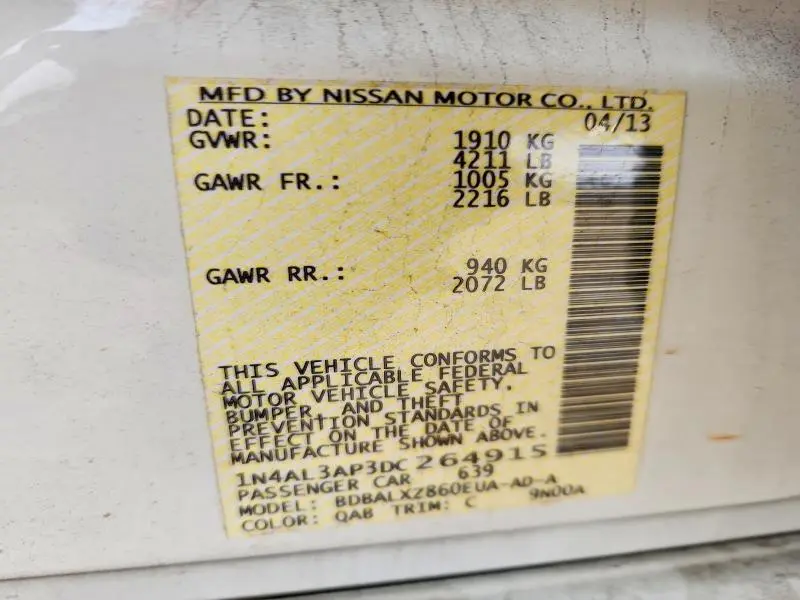 MFD BY NISSAN MOTOR CO., LTD.
DATE: 04/13
GVWR: 1910 KG
4211 LB
GAWR FR.: 1005 KG
2216 LB
GAWR RR.: 940 KG
2072 LB
THIS VEHICLE CONFORMS TO
ALL APPLICABLE FEDERAL
MOTOR VEHICLE SAFETY,
BUMPER, AND THEFT
PREVENTION STANDARDS IN
EFFECT ON THE DATE OF
MANUFACTURE SHOWN ABOVE.
1N4AL3AP3DC264915
PASSENGER CAR 639
MODEL: BDBALXZ860EUA-AD-A
COLOR: QAB TRIM: C 9N00A